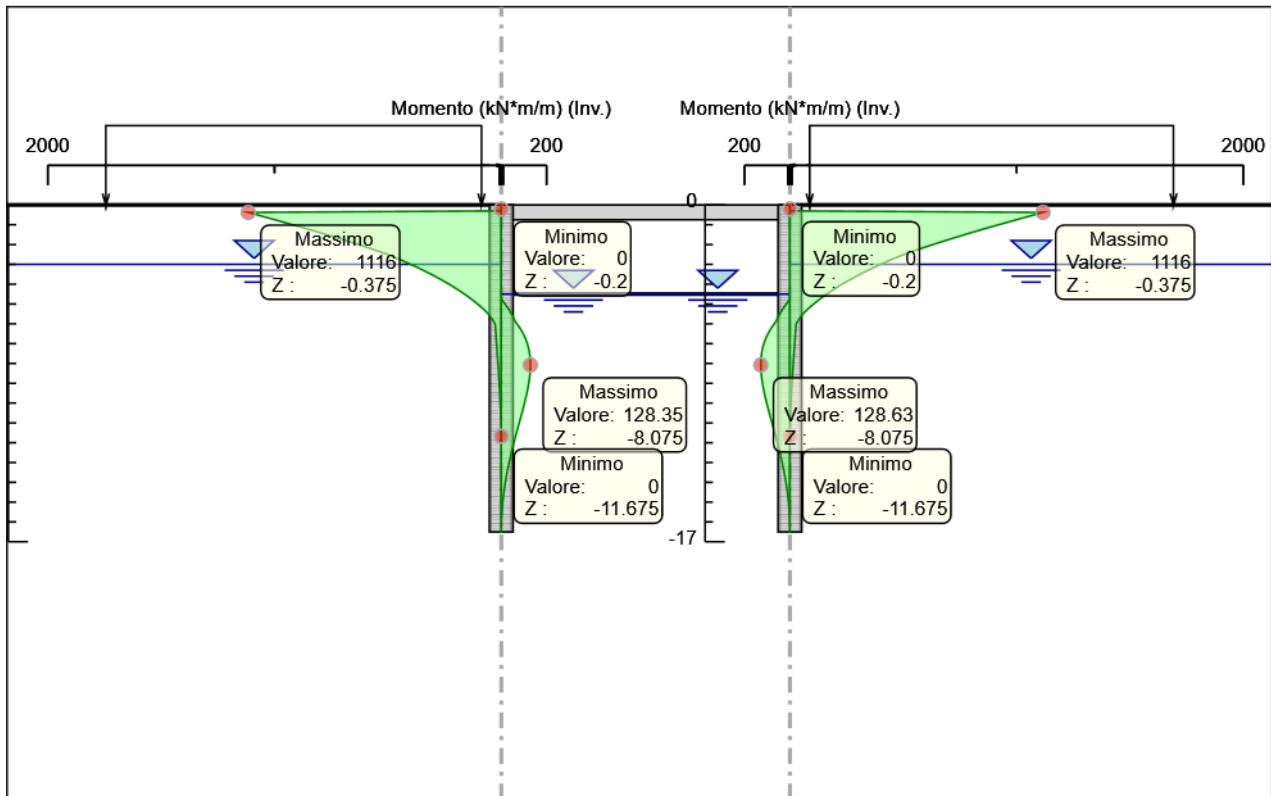 Momento (kN*m/m) (Inv.)
Momento (kN*m/m) (Inv.)
2000
200
200
2000
0
Massimo
Valore: 1116
Z : -0.375
Minimo
Valore: 0
Z : -0.2
Minimo
Valore: 0
Z : -0.2
Massimo
Valore: 1116
Z : -0.375
Massimo
Valore: 128.35
Z : -8.075
Massimo
Valore: 128.63
Z : -8.075
Minimo
Valore: 0
Z : -11.675
Minimo
Valore: 0
Z : -11.675
-17